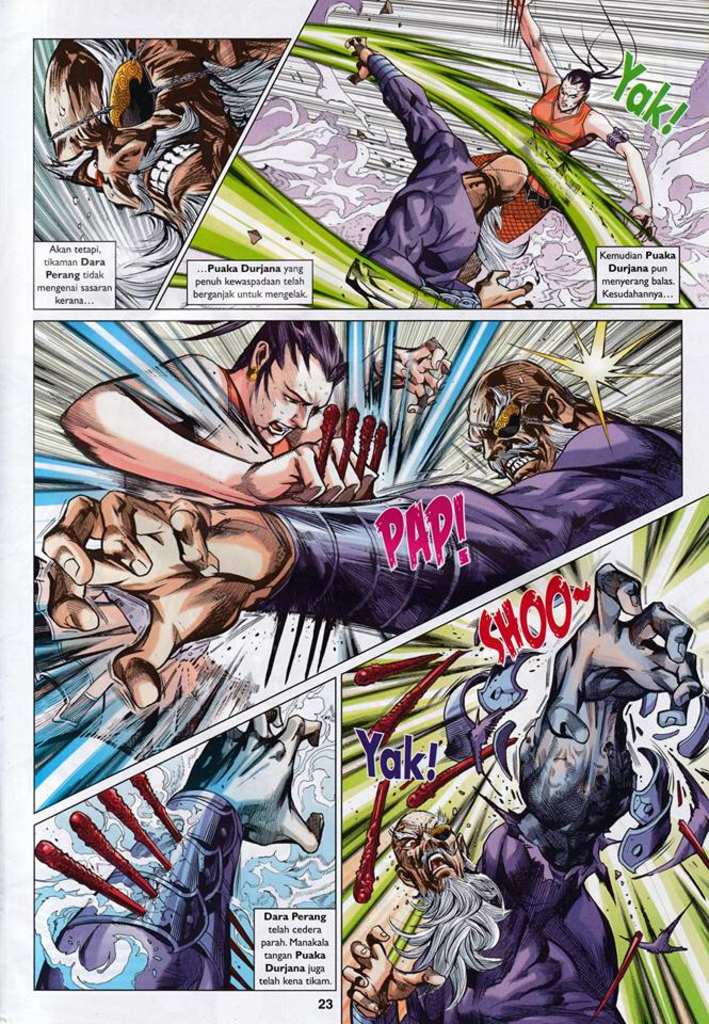 Yak!
Akan tetapi,
tikaman Dara
Perang tidak
mengenai sasaran
kerana...
...Puaka Durjana yang
penuh kewaspadaan telah
berganjak untuk mengelak.
Kemudian Puaka
Durjana pun
menyerang balas.
Kesudahannya...
PAP!
SHOO~
Yak!
Dara Perang
telah cedera
parah. Manakala
tangan Puaka
Durjana juga
telah kena tikam.
23